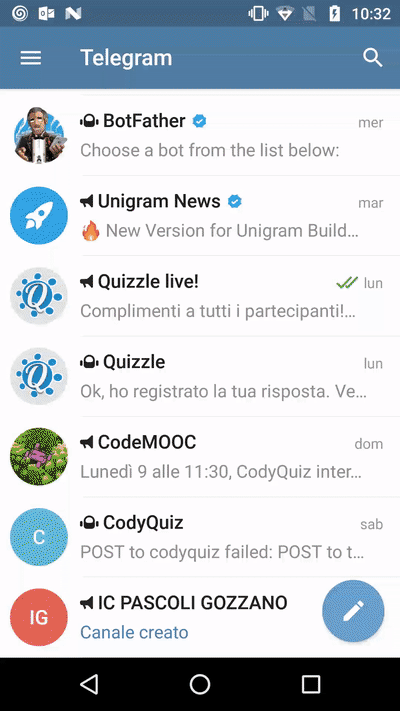 10:32
Telegram
BotFather
mer
Choose a bot from the list below:
Unigram News
mar
🔥 New Version for Unigram Build...
Quizzle live!
lun
Complimenti a tutti i partecipanti!...
Quizzle
lun
Ok, ho registrato la tua risposta. Ve...
CodeMOOC
dom
Lunedì 9 alle 11:30, CodyQuiz inter...
C
CodyQuiz
sab
POST to codyquiz failed: POST to t...
IG
IC PASCOLI GOZZANO
Canale creato